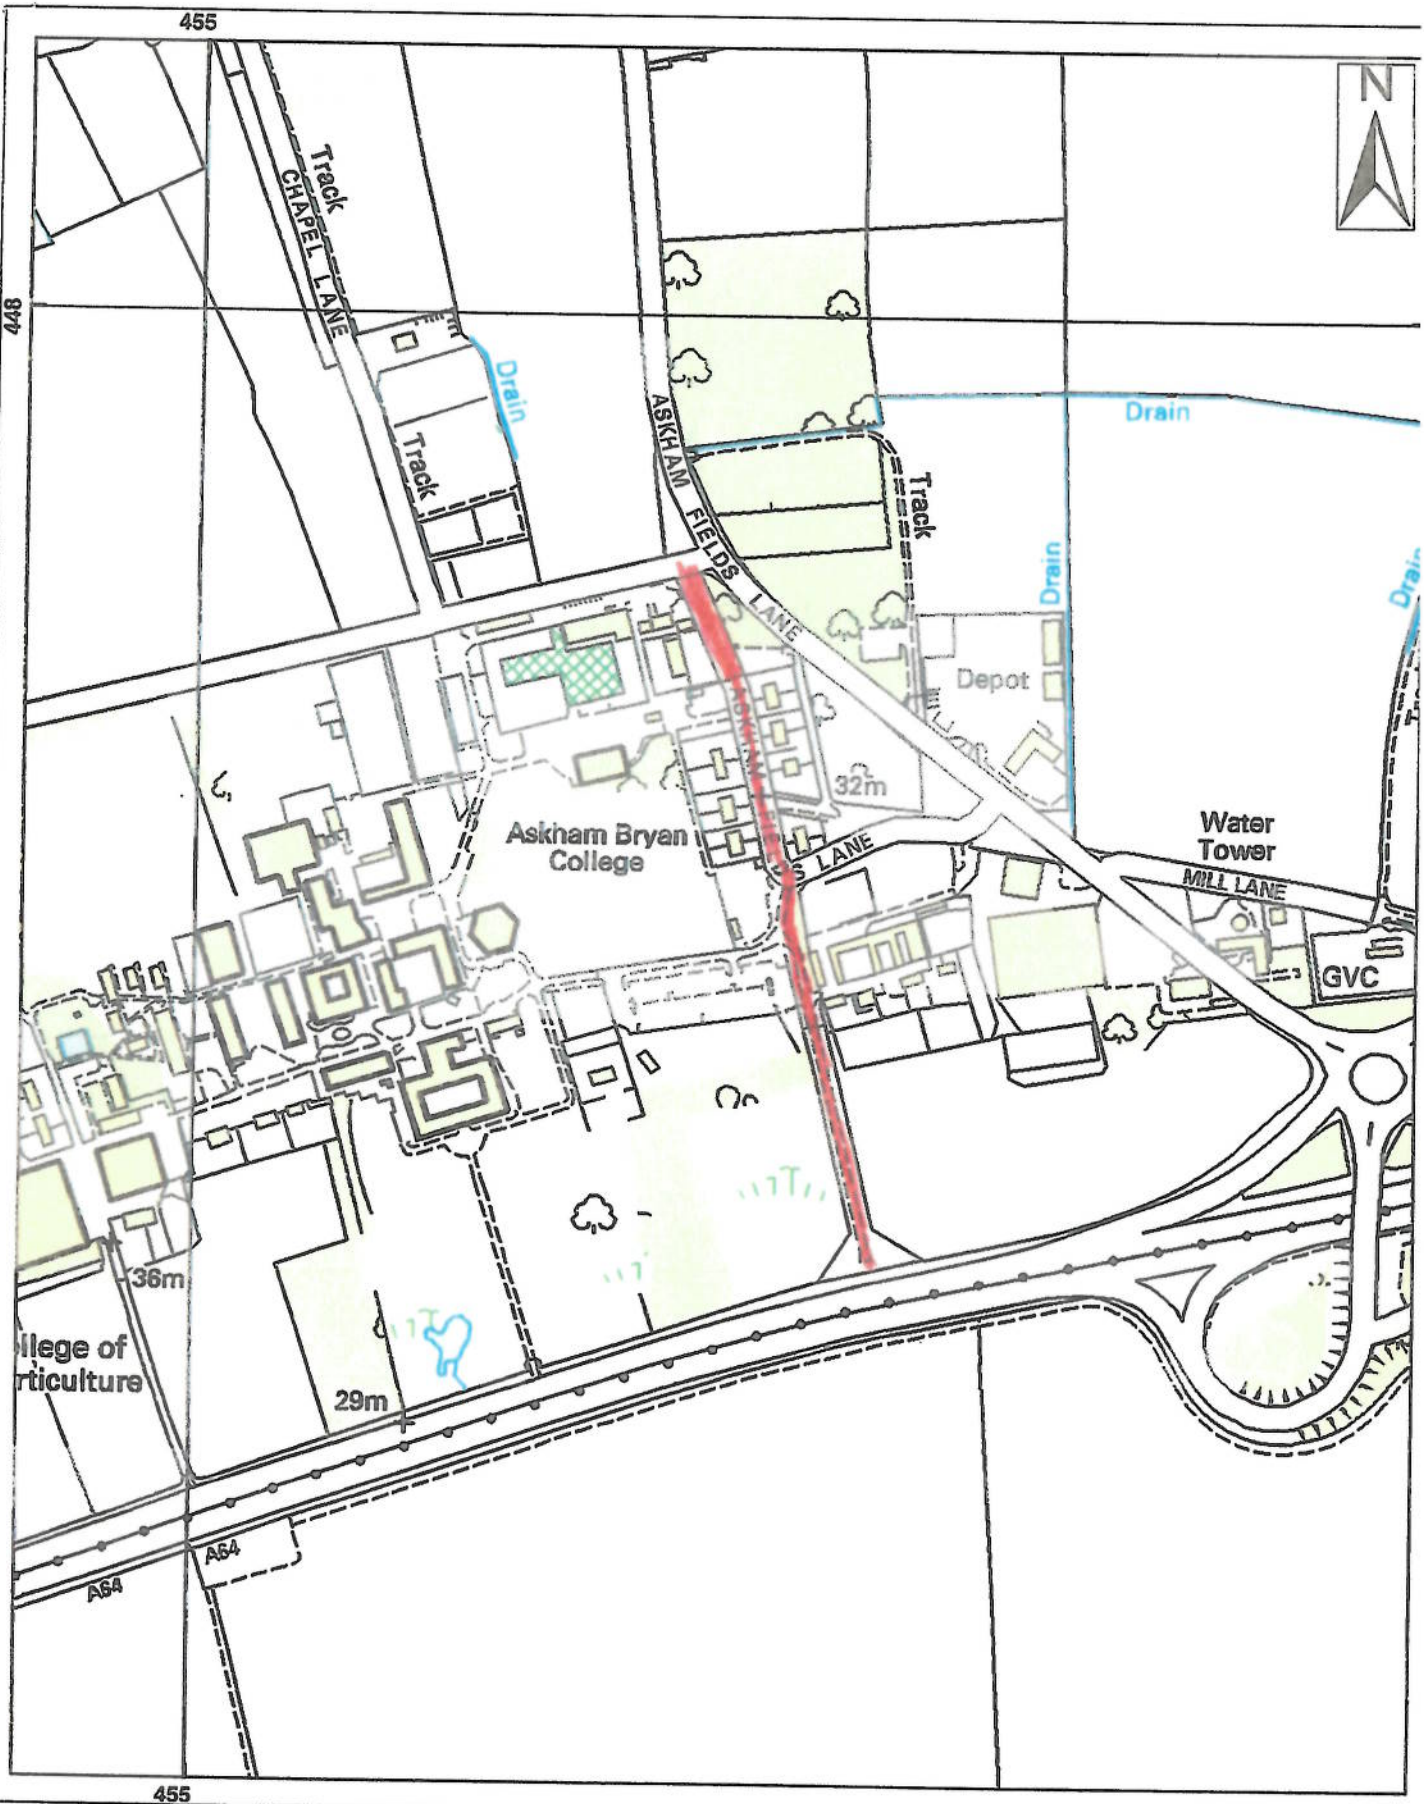 455
N
Track
CHAPEL LANE
448
Drain
ASKHAM FIELDS LANE
Drain
Track
Track
Drain
Depot
32m
Askham Bryan
College
LANE
Water
Tower
MILL LANE
GVC
36m
llege of
rticulture
29m
A64
A64
455